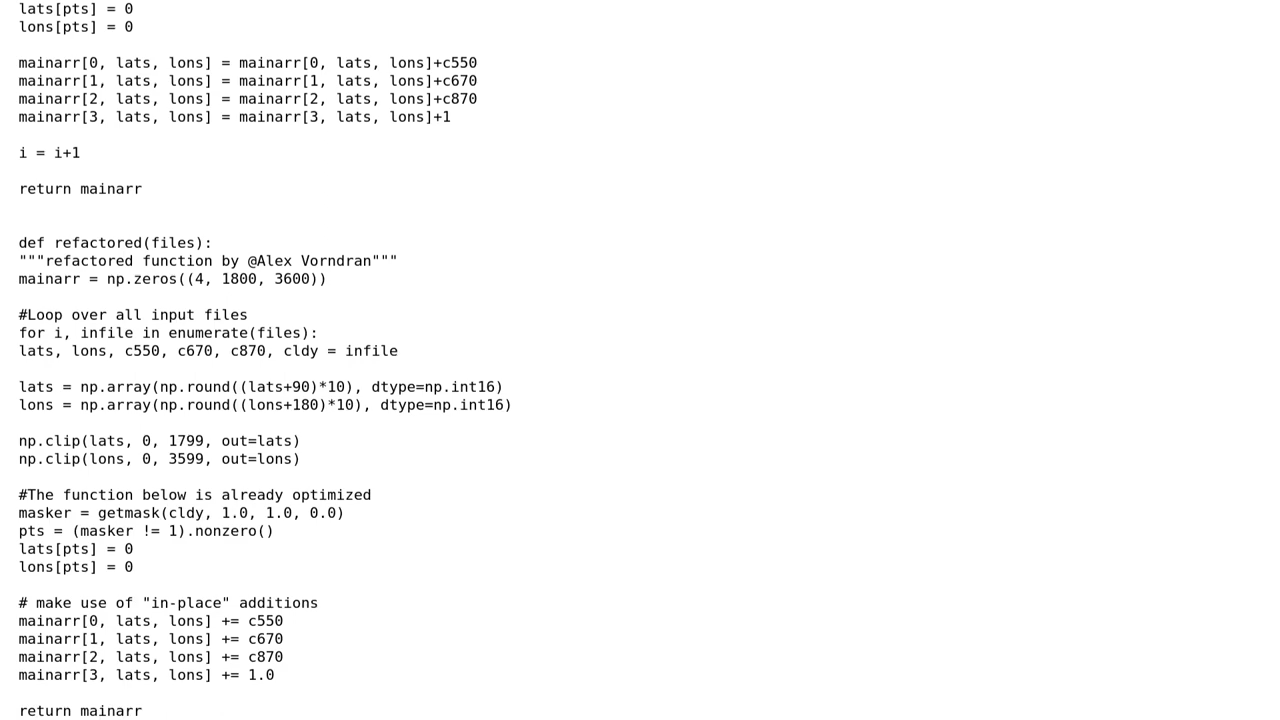 lats[pts] = 0
lons[pts] = 0
mainarr[0, lats, lons] = mainarr[0, lats, lons]+c550
mainarr[1, lats, lons] = mainarr[1, lats, lons]+c670
mainarr[2, lats, lons] = mainarr[2, lats, lons]+c870
mainarr[3, lats, lons] = mainarr[3, lats, lons]+1
i = i+1
return mainarr
def refactored(files):
"""refactored function by @Alex Vorndran"""
mainarr = np.zeros((4, 1800, 3600))
#Loop over all input files
for i, infile in enumerate(files):
lats, lons, c550, c670, c870, cldy = infile
lats = np.array(np.round((lats+90)*10), dtype=np.int16)
lons = np.array(np.round((lons+180)*10), dtype=np.int16)
np.clip(lats, 0, 1799, out=lats)
np.clip(lons, 0, 3599, out=lons)
#The function below is already optimized
masker = getmask(cldy, 1.0, 1.0, 0.0)
pts = (masker != 1).nonzero()
lats[pts] = 0
lons[pts] = 0
# make use of "in-place" additions
mainarr[0, lats, lons] += c550
mainarr[1, lats, lons] += c670
mainarr[2, lats, lons] += c870
mainarr[3, lats, lons] += 1.0
return mainarr